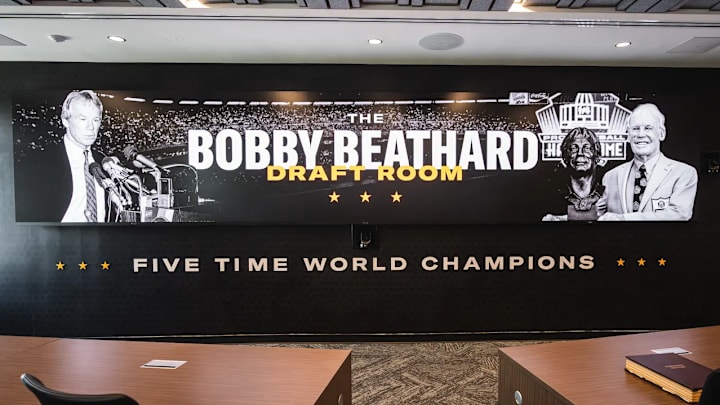 THE
BOBBY BEATHARD
DRAFT ROOM
FIVE TIME WORLD CHAMPIONS